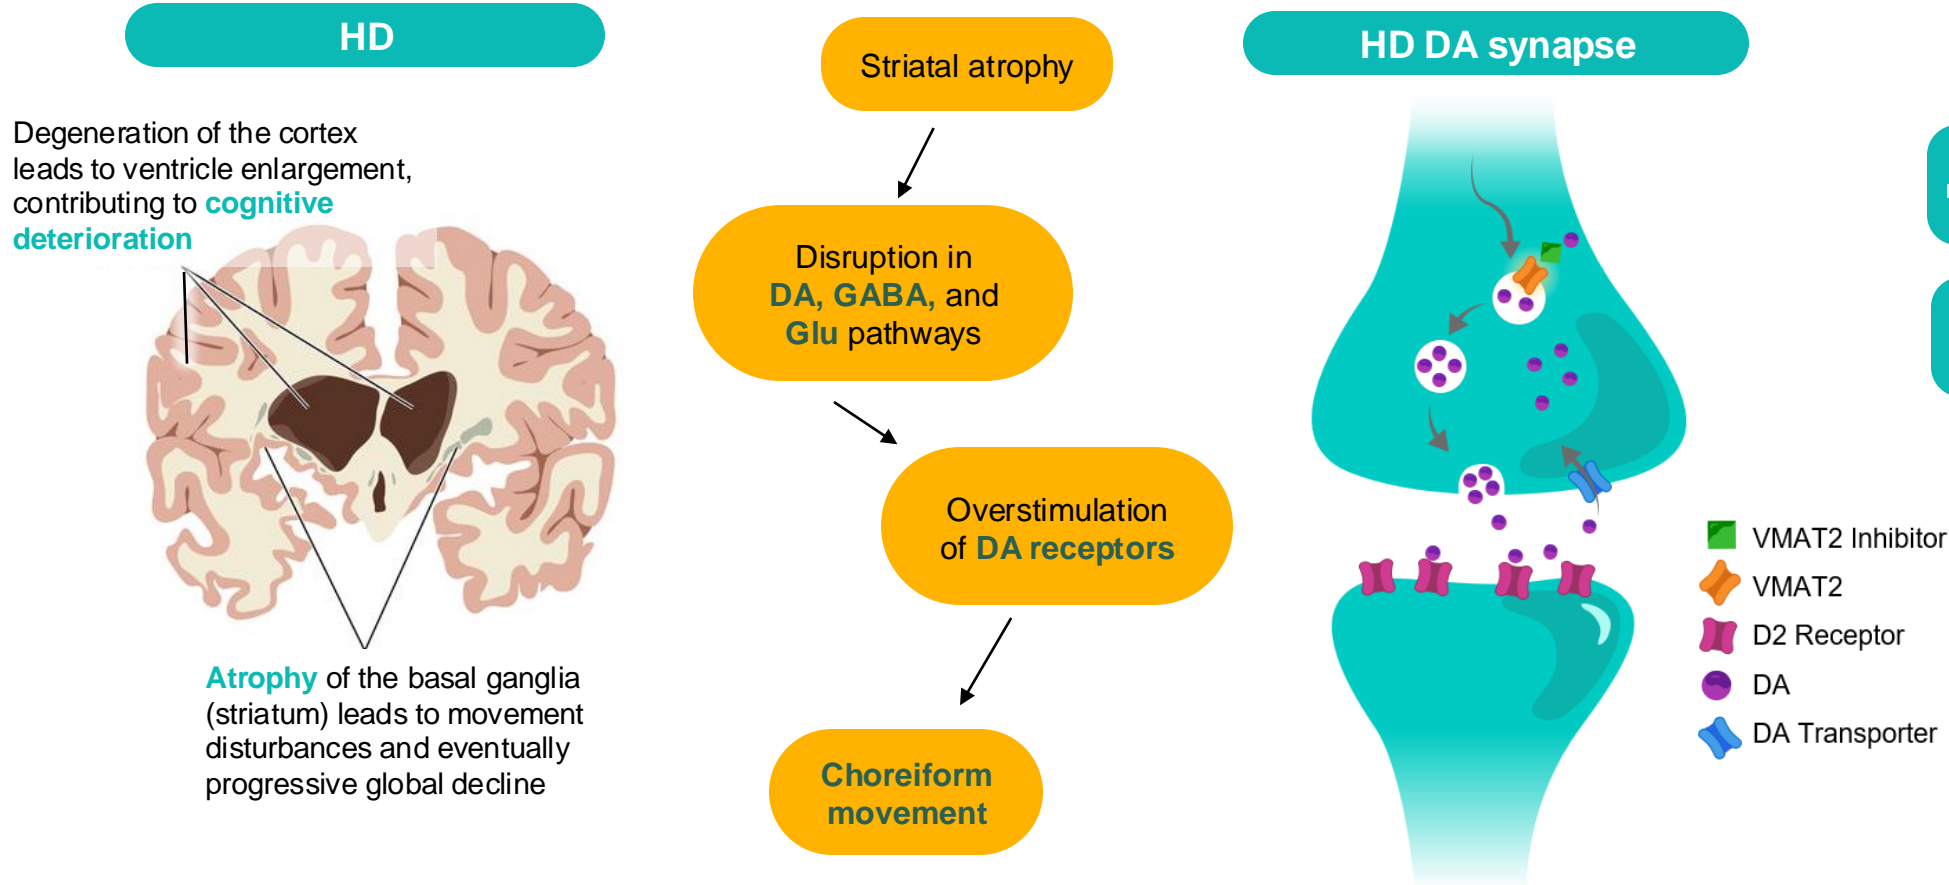 HD
Degeneration of the cortex
leads to ventricle enlargement,
contributing to cognitive
deterioration
Atrophy of the basal ganglia
(striatum) leads to movement
disturbances and eventually
progressive global decline
Striatal atrophy
Disruption in
DA, GABA, and
Glu pathways
Overstimulation
of DA receptors
Choreiform
movement
HD DA synapse
VMAT2 Inhibitor
VMAT2
D2 Receptor
DA
DA Transporter